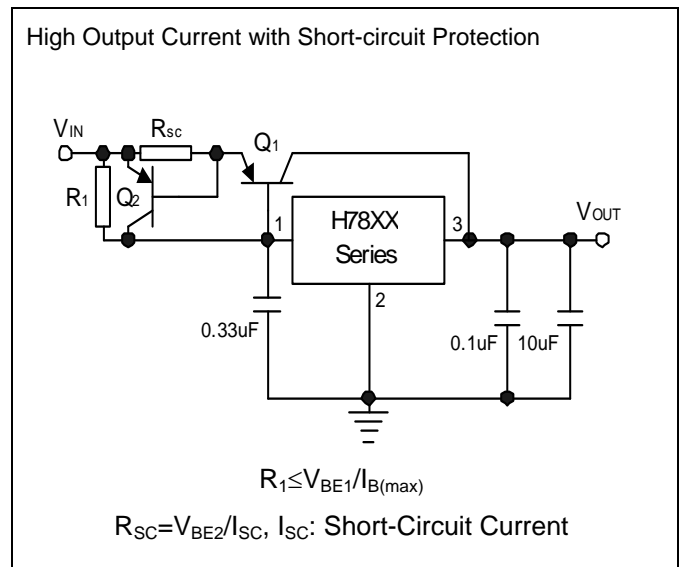 High Output Current with Short-circuit Protection
VIN
Rsc
Q1
R1
Q2
1
H78XX
Series
3
VOUT
2
0.33uF
0.1uF
10uF
R1≤VBE1/IB(max)
RSC=VBE2/ISC, ISC: Short-Circuit Current